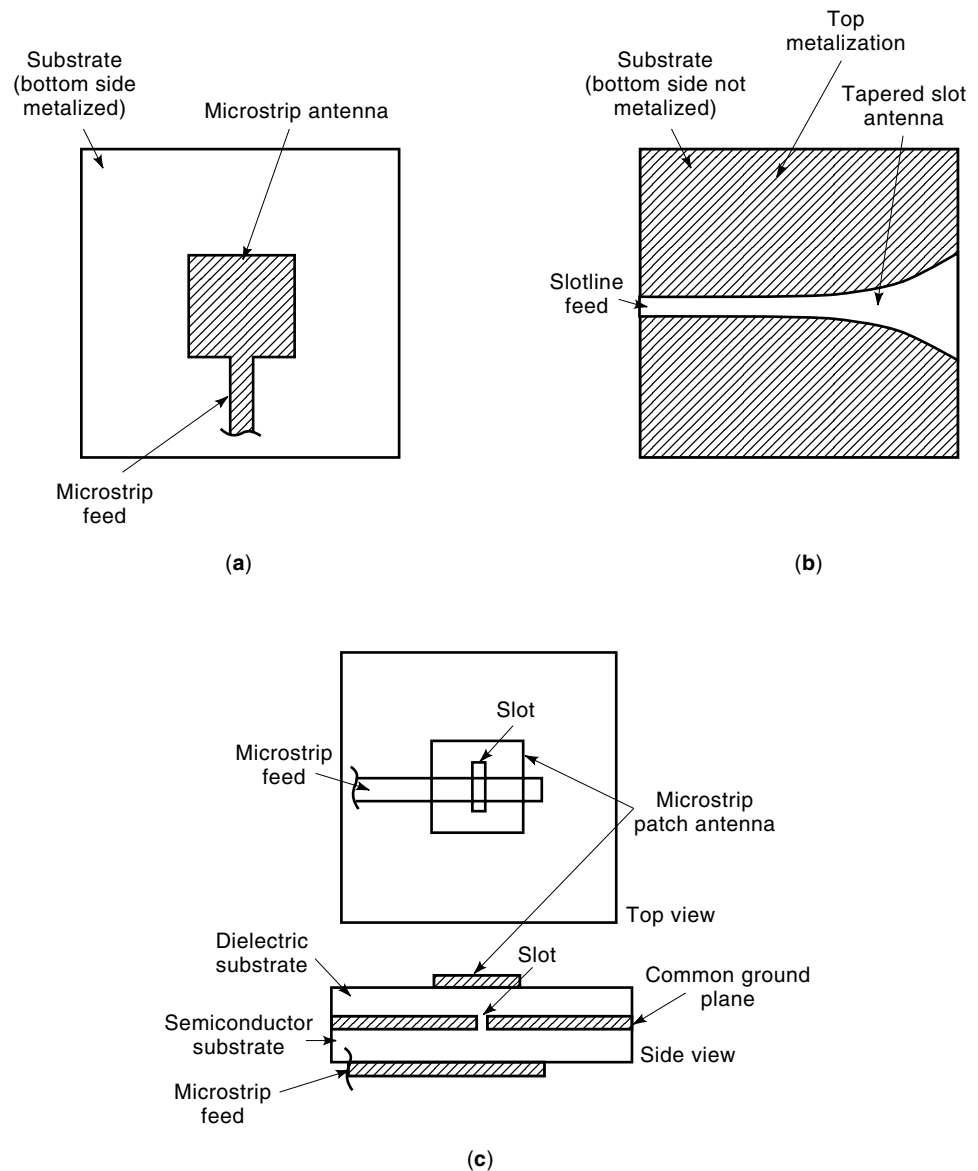 Substrate
(bottom side
metalized)
Microstrip antenna
Microstrip
feed
(a)
Top
metalization
Substrate
(bottom side not
metalized)
Tapered slot
antenna
Slotline
feed
(b)
Slot
Microstrip
feed
Microstrip
patch antenna
Top view
Dielectric
substrate
Slot
Common ground
plane
Semiconductor
substrate
Side view
Microstrip
feed
(c)